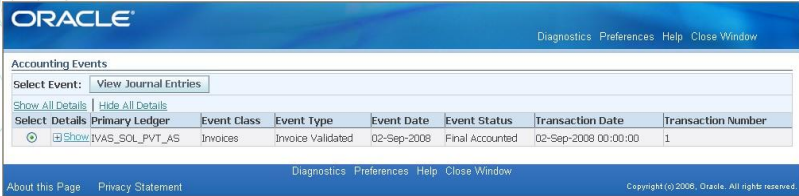 ORACLE®
Diagnostics Preferences Help Close Window
Accounting Events
Select Event: View Journal Entries
Show All Details | Hide All Details
Select Details Primary Ledger Event Class Event Type Event Date Event Status Transaction Date Transaction Number
Show IVAS_SOL_PVT_AS Invoices Invoice Validated 02-Sep-2008 Final Accounted 02-Sep-2008 00:00:00 1
Diagnostics Preferences Help Close Window
About this Page Privacy Statement Copyright (c) 2006, Oracle. All rights reserved.